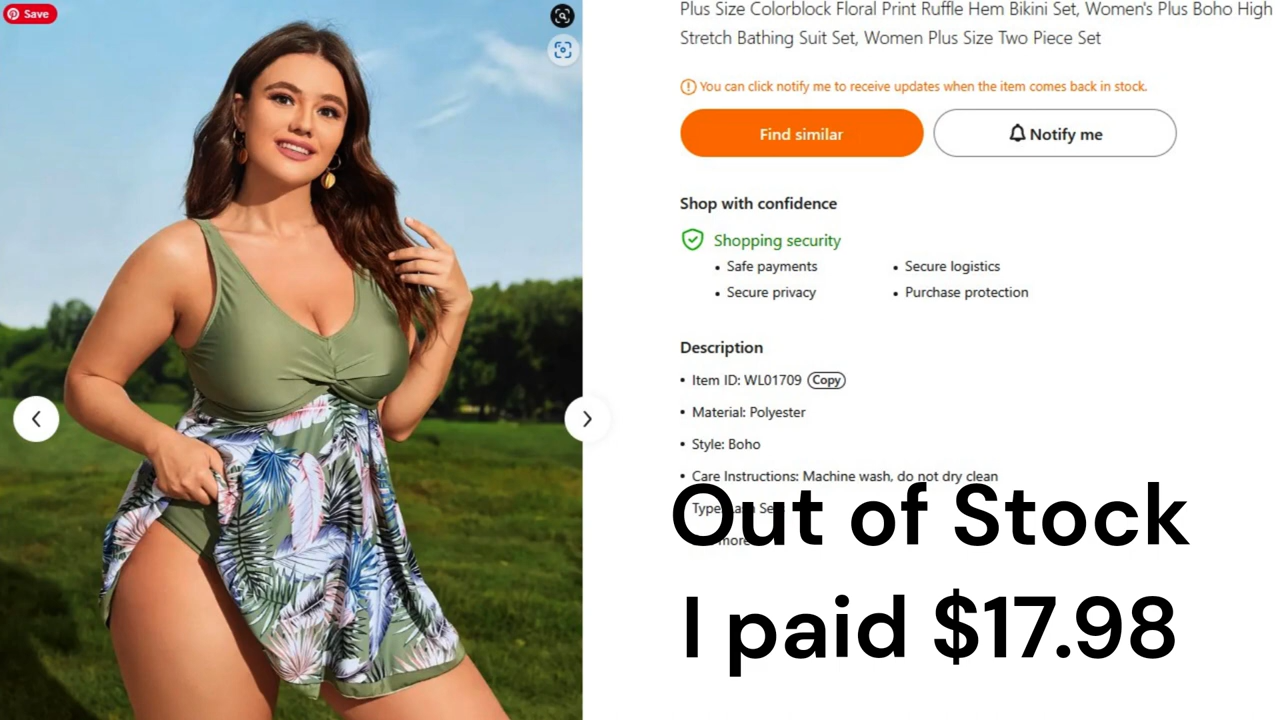 Save
Plus Size Colorblock Floral Print Ruffle Hem Bikini Set, Women's Plus Boho High
Stretch Bathing Suit Set, Women Plus Size Two Piece Set
You can click notify me to receive updates when the item comes back in stock.
Find similar
Notify me
Shop with confidence
Shopping security
• Safe payments
• Secure logistics
• Secure privacy
• Purchase protection
Description
• Item ID: WL01709 Copy
• Material: Polyester
• Style: Boho
• Care Instructions: Machine wash, do not dry clean
Type
more
Out of Stock
I paid $17.98